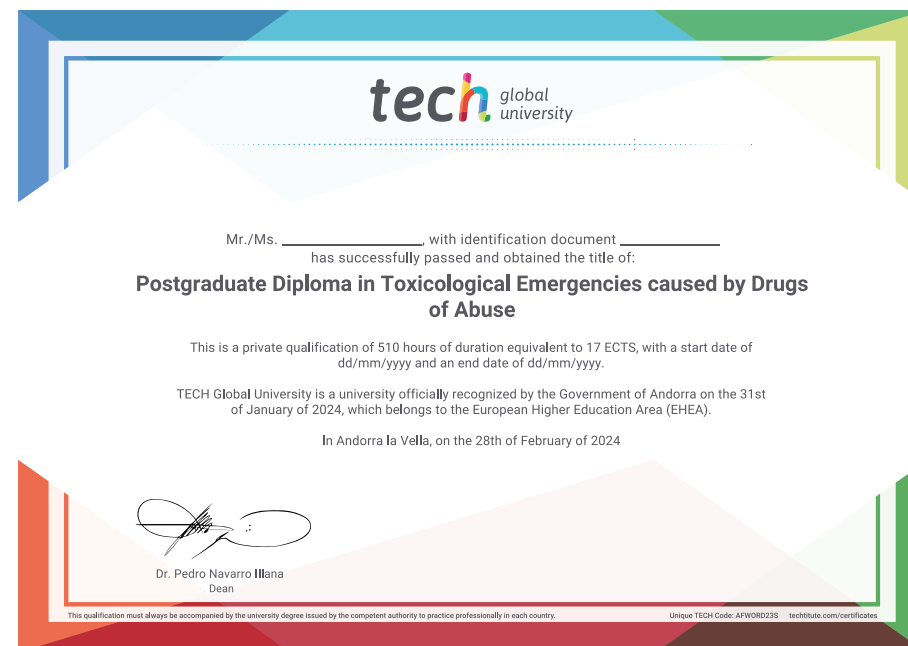 tech global university
Mr./Ms. ____________, with identification document ____________
has successfully passed and obtained the title of:
Postgraduate Diploma in Toxicological Emergencies caused by Drugs
of Abuse
This is a private qualification of 510 hours of duration equivalent to 17 ECTS, with a start date of
dd/mm/yyyy and an end date of dd/mm/yyyy.
TECH Global University is a university officially recognized by the Government of Andorra on the 31st
of January of 2024, which belongs to the European Higher Education Area (EHEA).
In Andorra la Vella, on the 28th of February of 2024
Dr. Pedro Navarro Illana
Dean
This qualification must always be accompanied by the university degree issued by the competent authority to practice professionally in each country.
Unique TECH Code: AFWORD23S techtitute.com/certificates